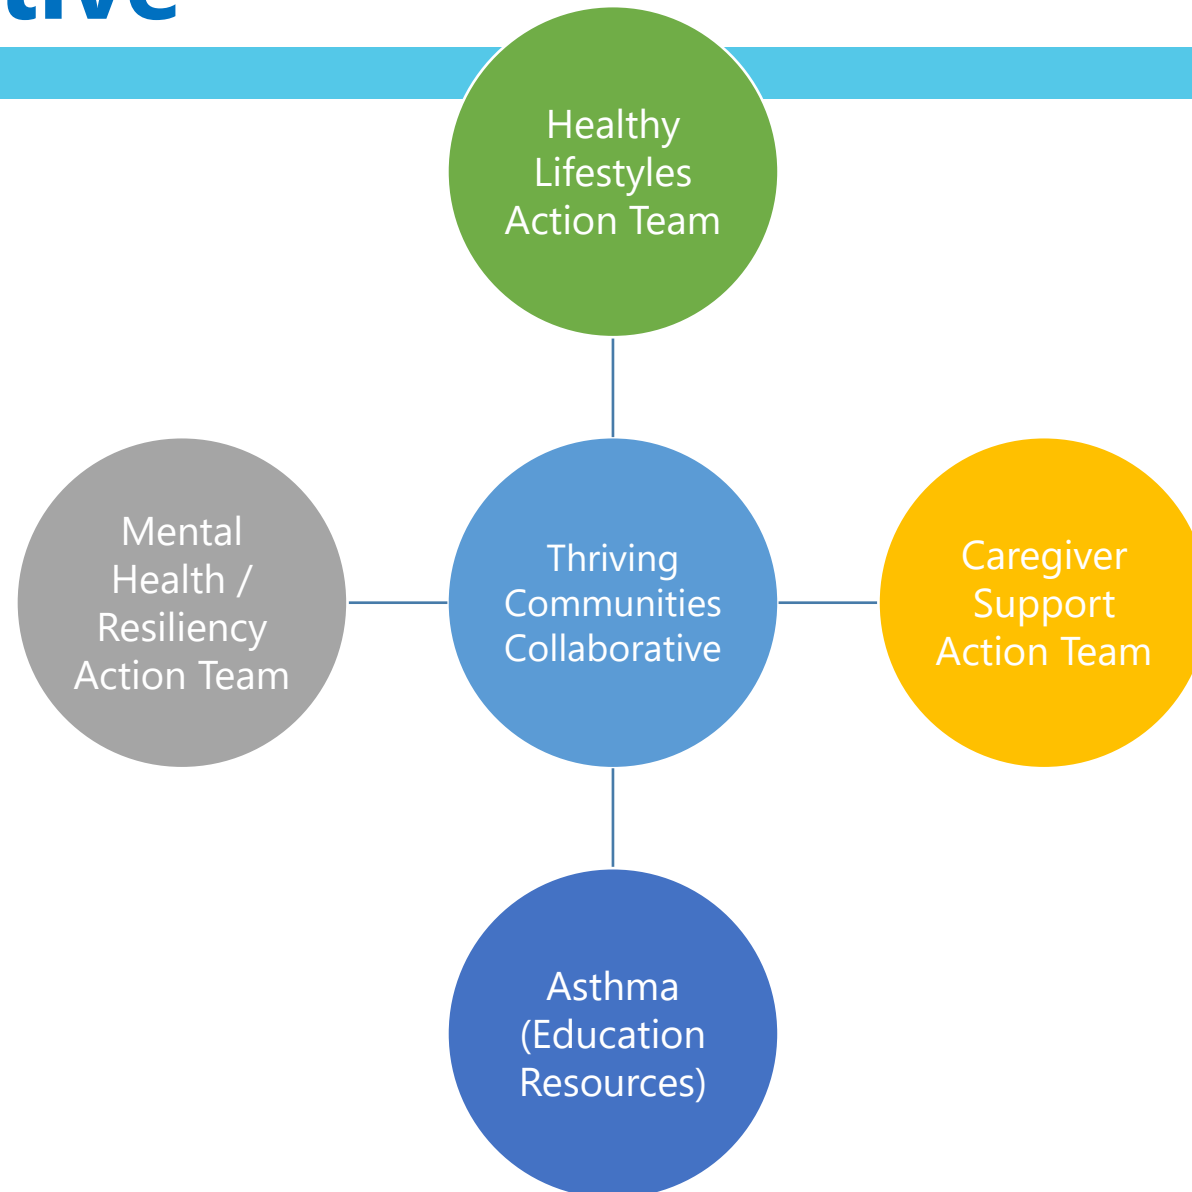 Healthy
Lifestyles
Action Team
Mental
Health /
Resiliency
Action Team
Thriving
Communities
Collaborative
Caregiver
Support
Action Team
Asthma
(Education
Resources)